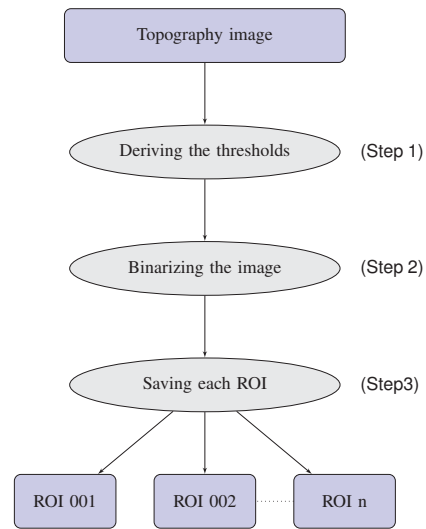 Topography image
Deriving the thresholds (Step 1)
Binarizing the image (Step 2)
Saving each ROI (Step3)
ROI 001 ROI 002 ROI n